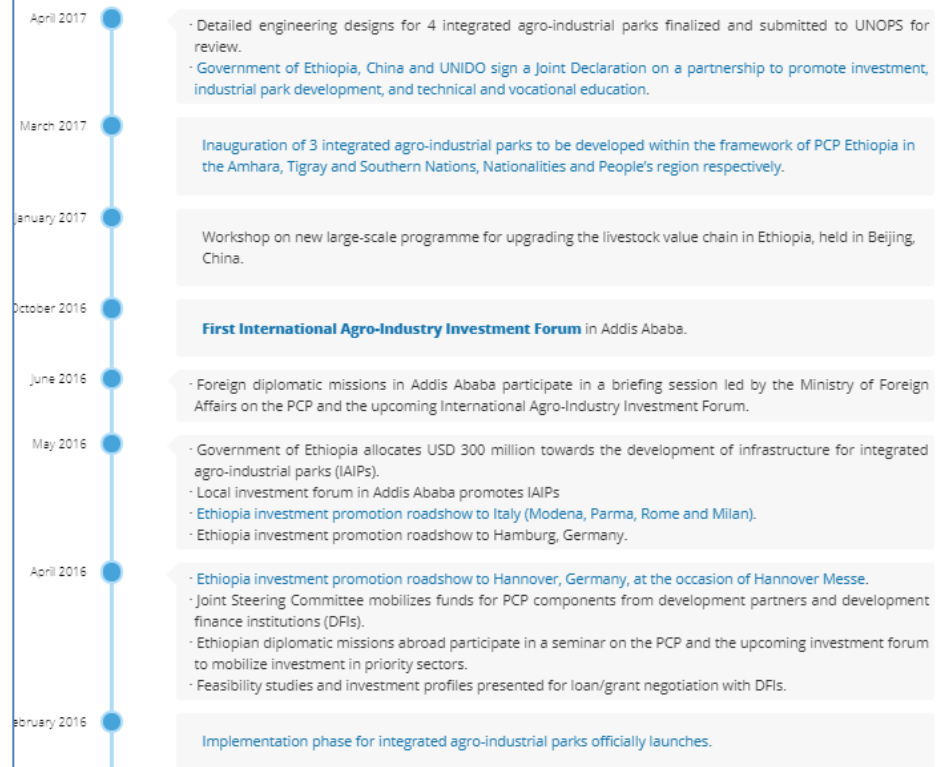 April 2017
· Detailed engineering designs for 4 integrated agro-industrial parks finalized and submitted to UNOPS for
review.
· Government of Ethiopia, China and UNIDO sign a Joint Declaration on a partnership to promote investment,
industrial park development, and technical and vocational education.
March 2017
Inauguration of 3 integrated agro-industrial parks to be developed within the framework of PCP Ethiopia in
the Amhara, Tigray and Southern Nations, Nationalities and People's region respectively.
January 2017
Workshop on new large-scale programme for upgrading the livestock value chain in Ethiopia, held in Beijing,
China.
October 2016
First International Agro-Industry Investment Forum in Addis Ababa.
June 2016
· Foreign diplomatic missions in Addis Ababa participate in a briefing session led by the Ministry of Foreign
Affairs on the PCP and the upcoming International Agro-Industry Investment Forum.
May 2016
· Government of Ethiopia allocates USD 300 million towards the development of infrastructure for integrated
agro-industrial parks (IAIPs).
· Local investment forum in Addis Ababa promotes IAIPs
· Ethiopia investment promotion roadshow to Italy (Modena, Parma, Rome and Milan).
· Ethiopia investment promotion roadshow to Hamburg, Germany.
April 2016
· Ethiopia investment promotion roadshow to Hannover, Germany, at the occasion of Hannover Messe.
· Joint Steering Committee mobilizes funds for PCP components from development partners and development
finance institutions (DFIs).
· Ethiopian diplomatic missions abroad participate in a seminar on the PCP and the upcoming investment forum
to mobilize investment in priority sectors.
· Feasibility studies and investment profiles presented for loan/grant negotiation with DFIs.
ebruary 2016
Implementation phase for integrated agro-industrial parks officially launches.